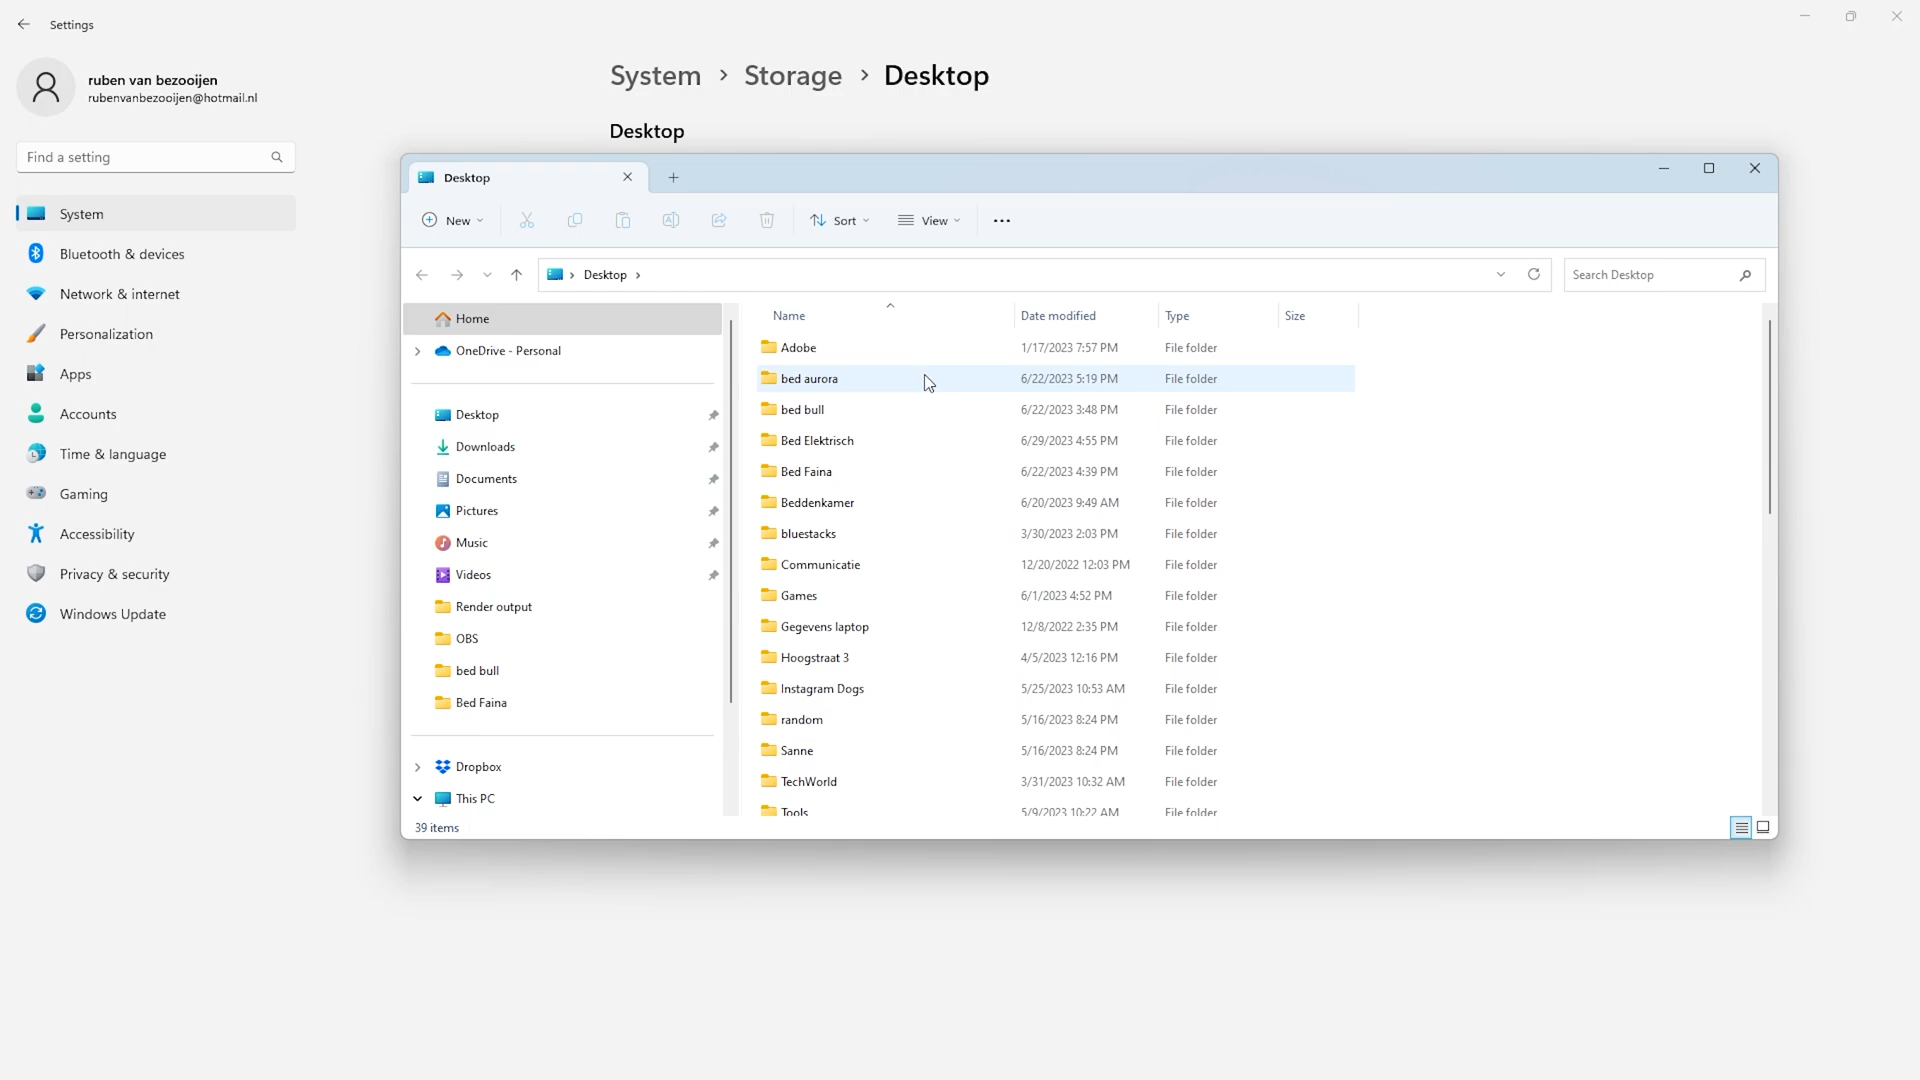 Settings
ruben van bezooijen
rubenvanbezooijen@hotmail.nl
Find a setting
System
Bluetooth & devices
Network & internet
Personalization
Apps
Accounts
Time & language
Gaming
Accessibility
Privacy & security
Windows Update
System > Storage > Desktop
Desktop
Desktop
New
Sort
View
Desktop
Search Desktop
Home
OneDrive - Personal
Desktop
Downloads
Documents
Pictures
Music
Videos
Render output
OBS
bed bull
Bed Faina
Dropbox
This PC
Name Date modified Type Size
Adobe 1/17/2023 7:57 PM File folder
bed aurora 6/22/2023 5:19 PM File folder
bed bull 6/22/2023 3:48 PM File folder
Bed Elektrisch 6/29/2023 4:55 PM File folder
Bed Faina 6/22/2023 4:39 PM File folder
Beddenkamer 6/20/2023 9:49 AM File folder
bluestacks 3/30/2023 2:03 PM File folder
Communicatie 12/20/2022 12:03 PM File folder
Games 6/1/2023 4:52 PM File folder
Gegevens laptop 12/8/2022 2:35 PM File folder
Hoogstraat 3 4/5/2023 12:16 PM File folder
Instagram Dogs 5/25/2023 10:53 AM File folder
random 5/16/2023 8:24 PM File folder
Sanne 5/16/2023 8:24 PM File folder
TechWorld 3/31/2023 10:32 AM File folder
Tools 5/9/2023 10:22 AM File folder
39 items